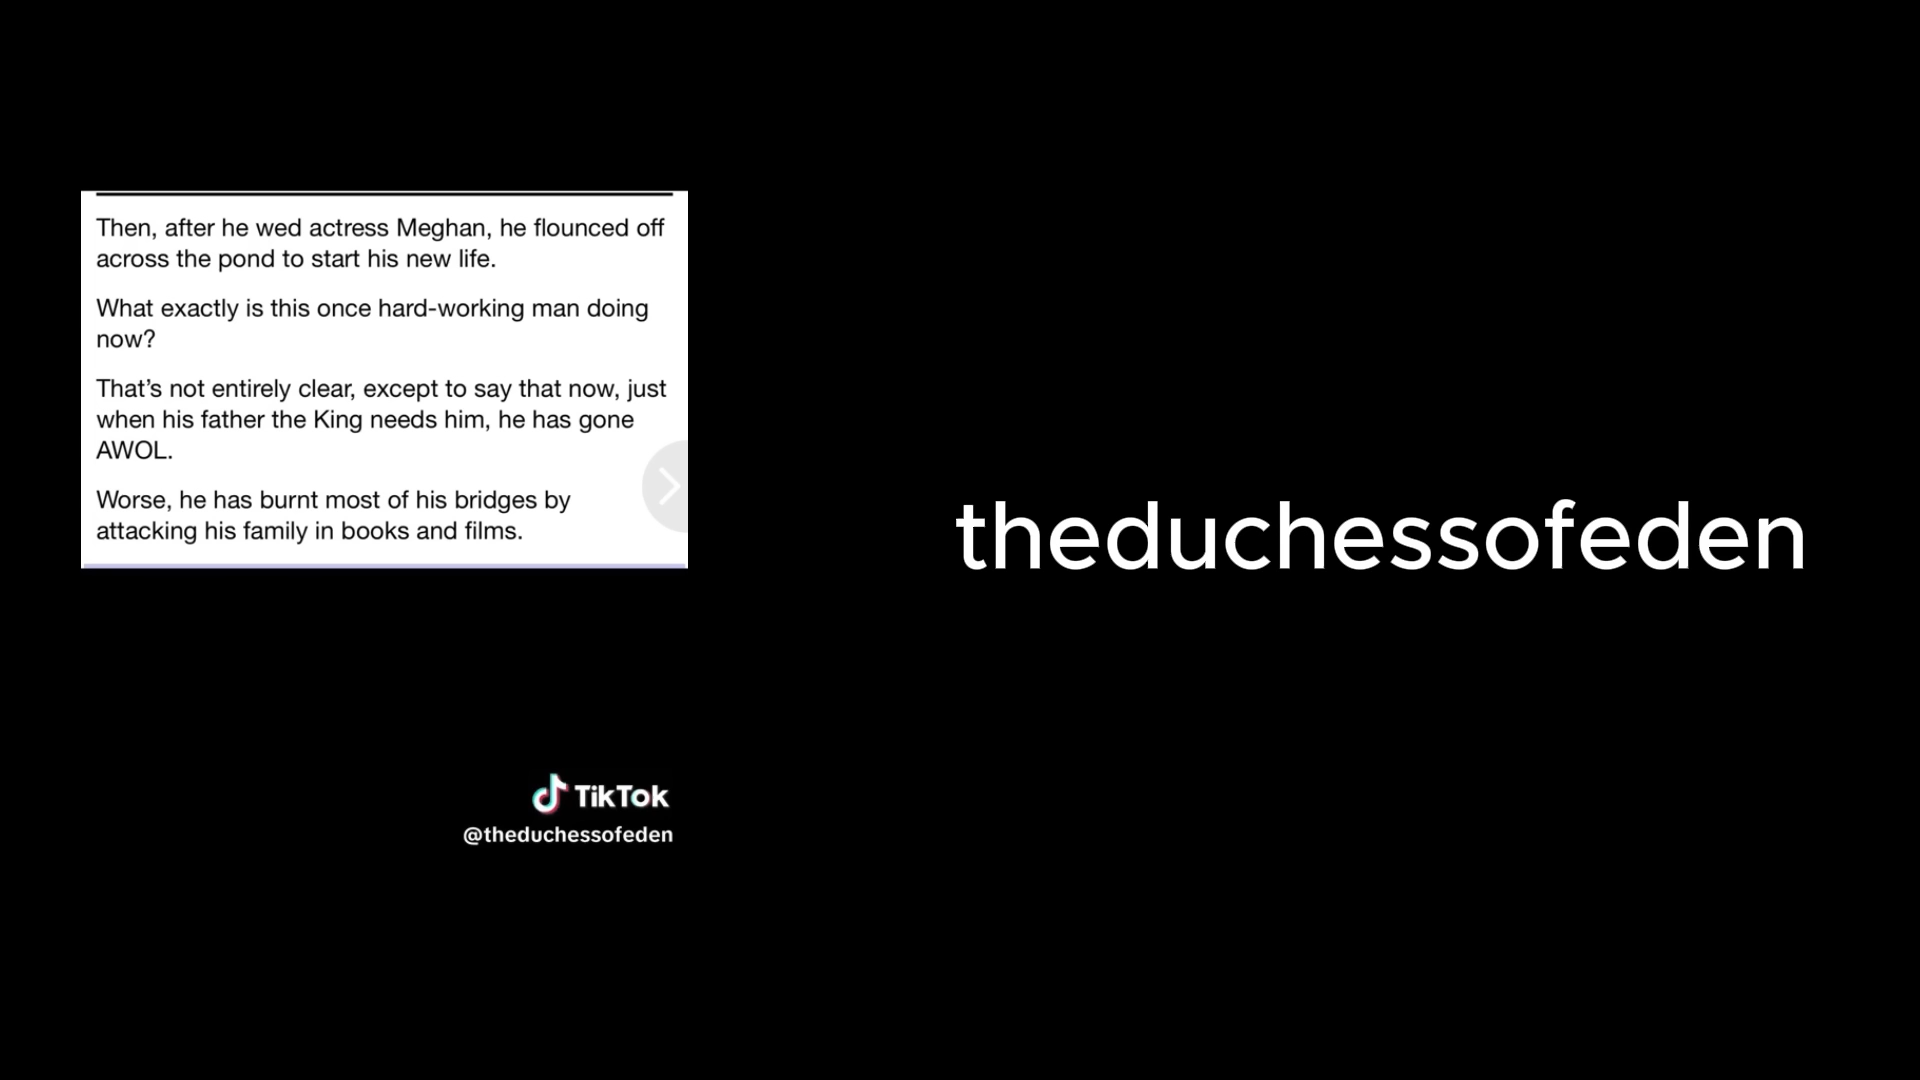 Then, after he wed actress Meghan, he flounced off
across the pond to start his new life.
What exactly is this once hard-working man doing
now?
That’s not entirely clear, except to say that now, just
when his father the King needs him, he has gone
AWOL.
Worse, he has burnt most of his bridges by
attacking his family in books and films.
theduchessofeden
TikTok
@theduchessofeden